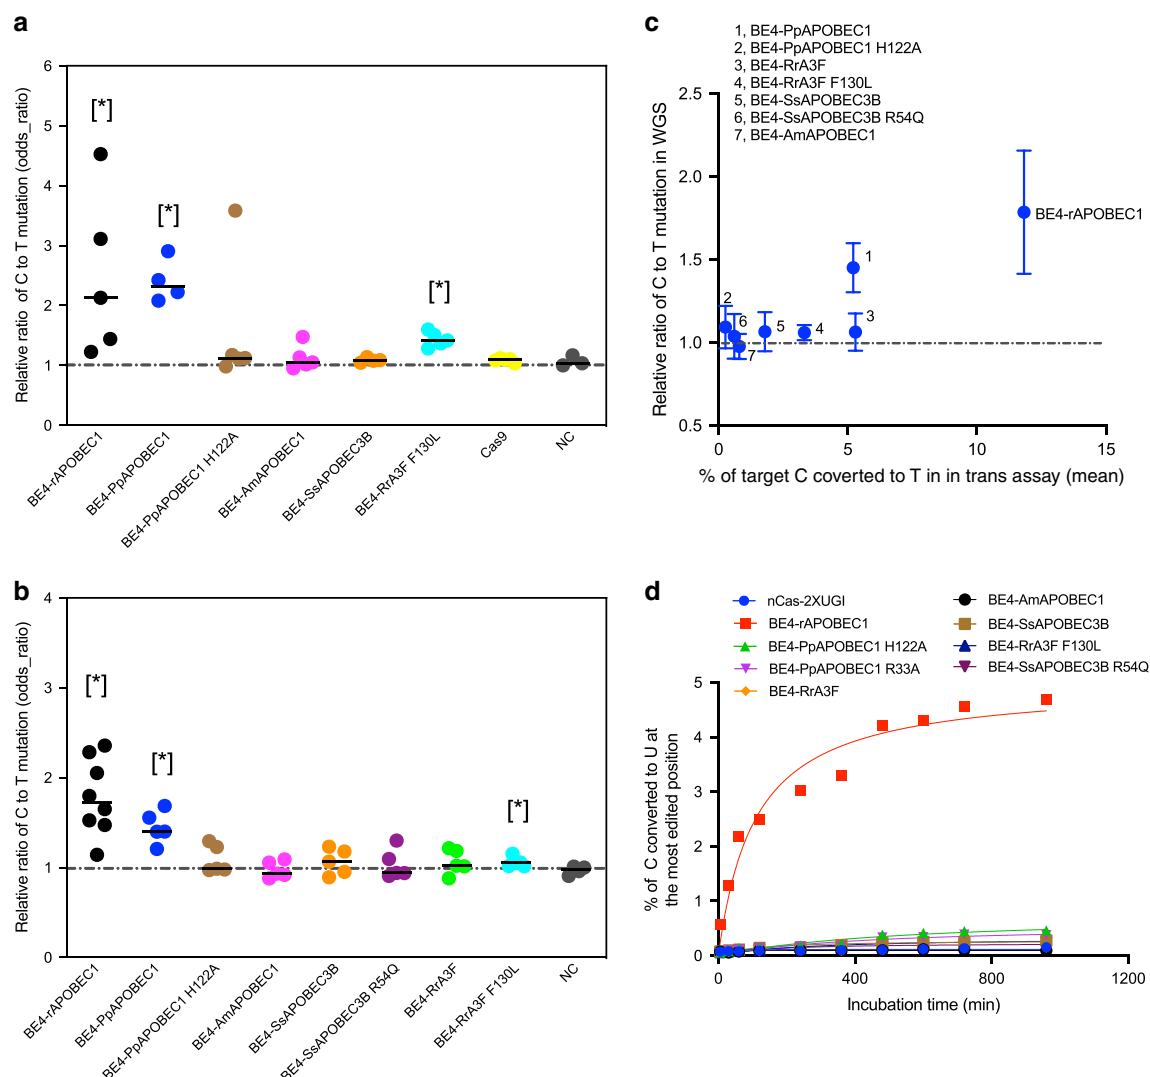 a
Relative ratio of C to T mutation (odds_ratio)
6
5
4
3
2
1
0
[*]
[*]
[*]
BE4-rAPOBEC1
BE4-PpAPOBEC1
BE4-PpAPOBEC1 H122A
BE4-AmAPOBEC1
BE4-SsAPOBEC3B
BE4-RrA3F F130L
Cas9
NC
b
Relative ratio of C to T mutation (odds_ratio)
4
3
2
1
0
[*]
[*]
[*]
BE4-rAPOBEC1
BE4-PpAPOBEC1
BE4-PpAPOBEC1 H122A
BE4-AmAPOBEC1
BE4-SsAPOBEC3B
BE4-SsAPOBEC3B R54Q
BE4-RrA3F
BE4-RrA3F F130L
NC
c
1, BE4-PpAPOBEC1
2, BE4-PpAPOBEC1 H122A
3, BE4-RrA3F
4, BE4-RrA3F F130L
5, BE4-SsAPOBEC3B
6, BE4-SsAPOBEC3B R54Q
7, BE4-AmAPOBEC1
Relative ratio of C to T mutation in WGS
2.5
2.0
1.5
1.0
0.5
BE4-rAPOBEC1
1
2
6
7
5
4
3
0
5
10
15
% of target C coverted to T in in trans assay (mean)
d
nCas-2XUGI
BE4-rAPOBEC1
BE4-PpAPOBEC1 H122A
BE4-PpAPOBEC1 R33A
BE4-RrA3F
BE4-AmAPOBEC1
BE4-SsAPOBEC3B
BE4-RrA3F F130L
BE4-SsAPOBEC3B R54Q
% of C converted to U at
the most edited position
5
4
3
2
1
0
0
400
800
1200
Incubation time (min)